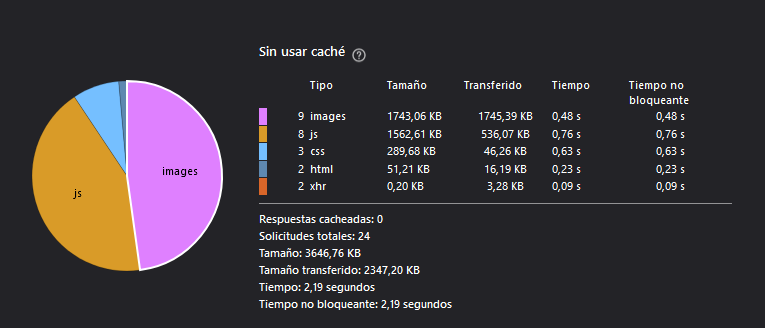 Sin usar caché ?
Tipo Tamaño Transferido Tiempo Tiempo no bloqueante
9 images 1743,06 KB 1745,39 KB 0,48 s 0,48 s
8 js 1562,61 KB 536,07 KB 0,76 s 0,76 s
3 css 289,68 KB 46,26 KB 0,63 s 0,63 s
2 html 51,21 KB 16,19 KB 0,23 s 0,23 s
2 xhr 0,20 KB 3,28 KB 0,09 s 0,09 s
images
js
Respuestas cacheadas: 0
Solicitudes totales: 24
Tamaño: 3646,76 KB
Tamaño transferido: 2347,20 KB
Tiempo: 2,19 segundos
Tiempo no bloqueante: 2,19 segundos